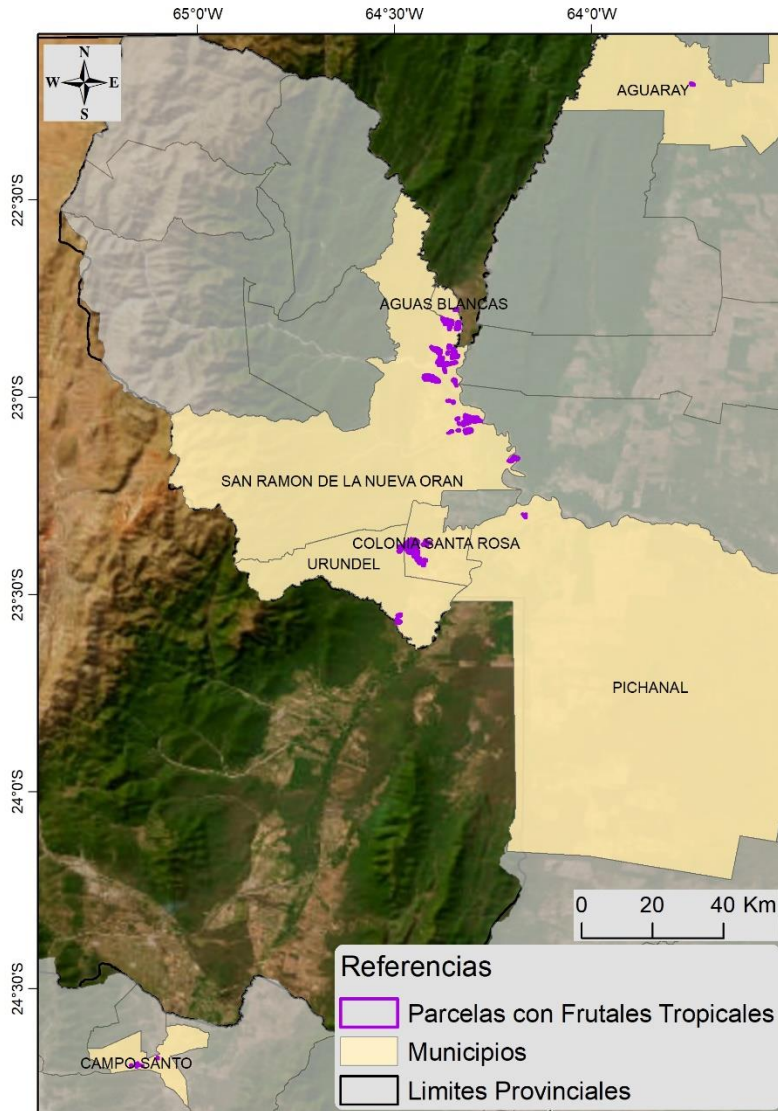 65°0'W 64°30'W 64°0'W
N
W E
S
AGUARAY
22°30'S
AGUAS BLANCAS
23°0'S
SAN RAMON DE LA NUEVA ORAN
COLONIA SANTA ROSA
URUNDEL
23°30'S
PICHANAL
24°0'S
0 20 40 Km
24°30'S
Referencias
Parcelas con Frutales Tropicales
Municipios
Limites Provinciales
CAMPO SANTO